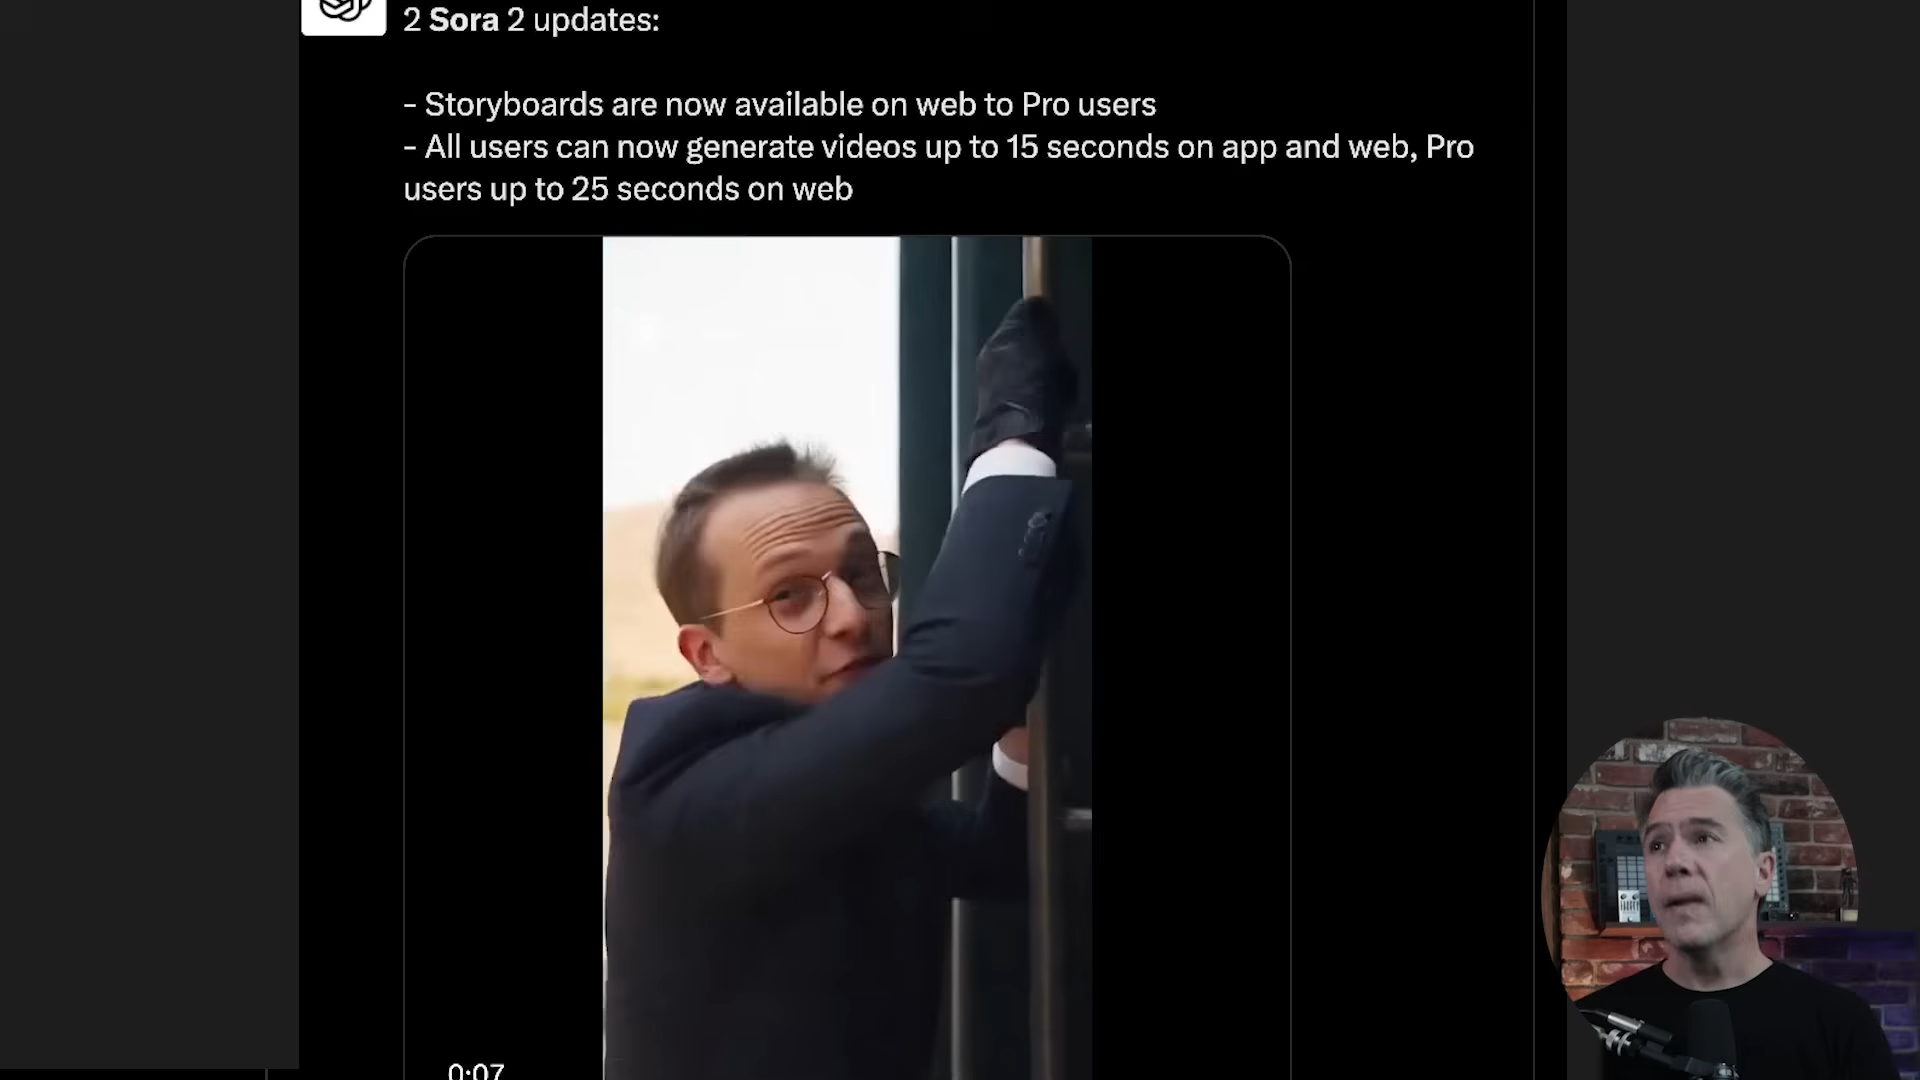 2 Sora 2 updates:
- Storyboards are now available on web to Pro users
- All users can now generate videos up to 15 seconds on app and web, Pro
users up to 25 seconds on web
0:07